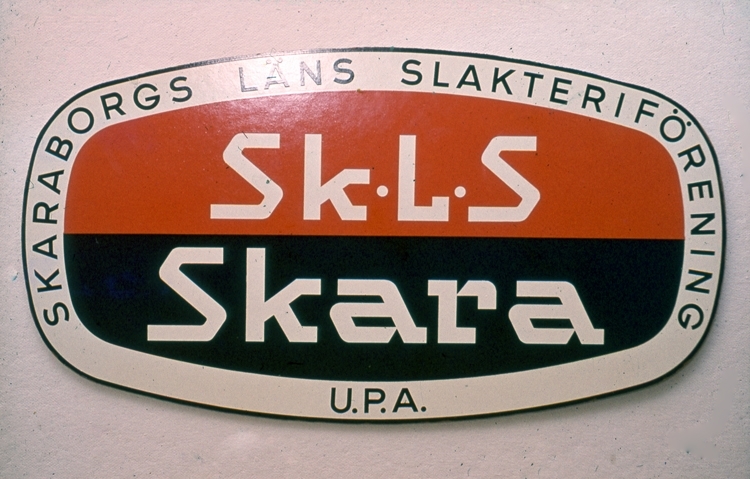 SKARABORGS LÄNS SLAKTERIFÖRENING
Sk·L·S
Skara
U.P.A.